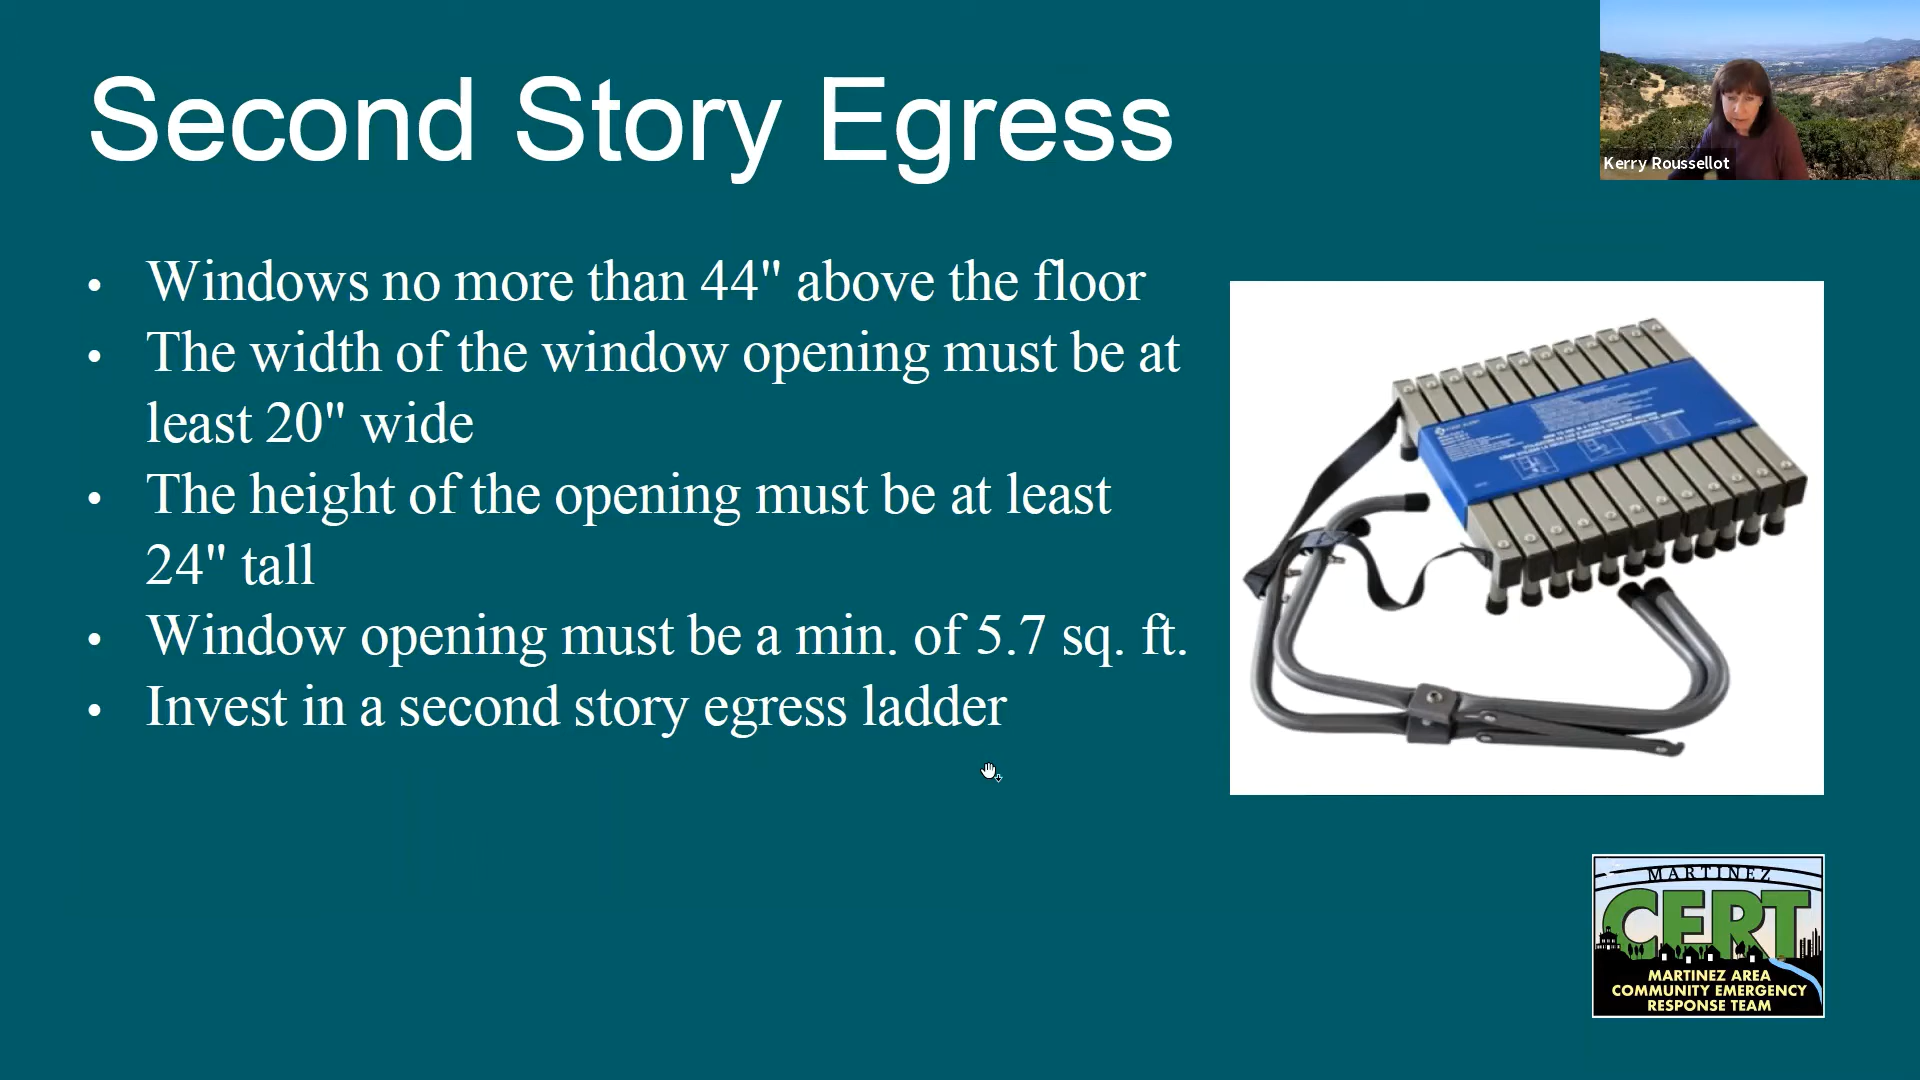 Second Story Egress
Kerry Roussellot
• Windows no more than 44" above the floor
• The width of the window opening must be at
least 20" wide
• The height of the opening must be at least
24" tall
• Window opening must be a min. of 5.7 sq. ft.
• Invest in a second story egress ladder
MARTINEZ
CERT
MARTINEZ AREA
COMMUNITY EMERGENCY
RESPONSE TEAM